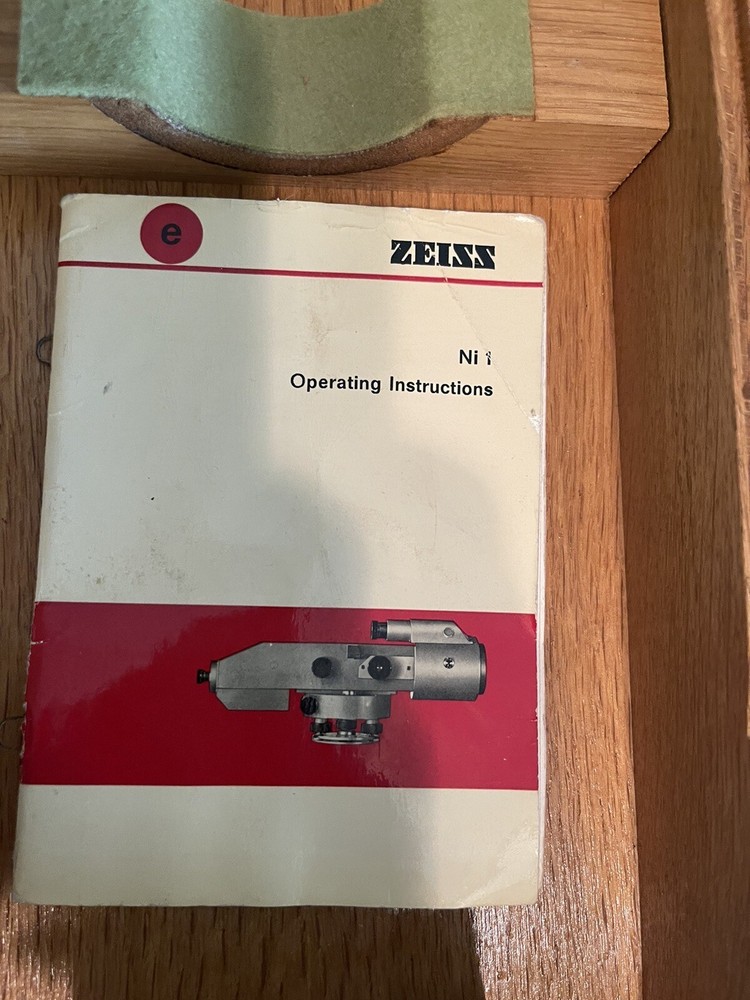 e
ZEISS
Ni 1
Operating Instructions